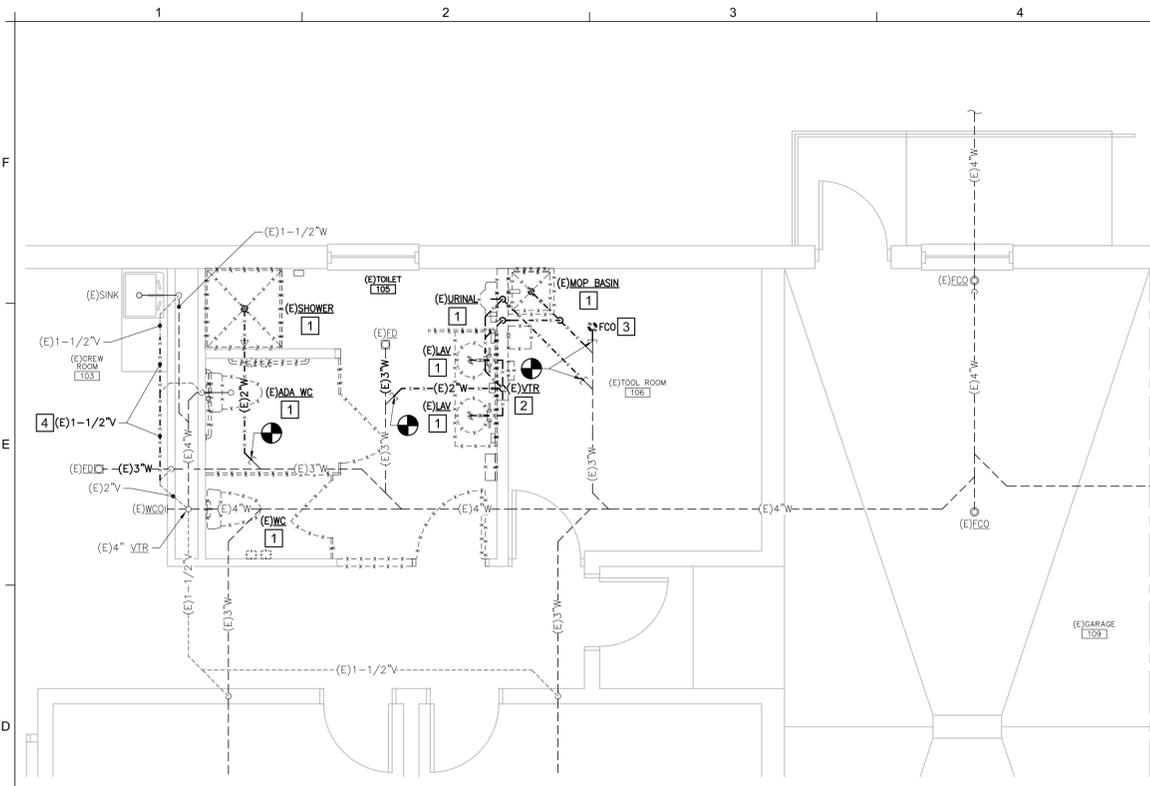 1 2 3 4
F
E
D
(E)4"W
(E)1-1/2"W
(E)SINK
(E)TOILET
105
(E)MOP BASIN
1
(E)FCO
(E)URINAL
1
(E)SHOWER
1
FCO 3
(E)1-1/2"V
(E)FD
(E)CREW
ROOM
103
(E)LAV
1
(E)3"W
(E)2"W
(E)4"W
(E)TOOL ROOM
106
(E)2"W
(E)VTR
2
(E)ADA WC
1
(E)LAV
1
4 (E)1-1/2"V
(E)4"W
(E)3"W
(E)3"W
(E)FD
(E)3"W
(E)3"W
(E)2"V
(E)WCO
(E)4"W
(E)4"W
(E)4"W
(E)WC
1
(E)FCO
(E)4" VTR
(E)1-1/2"V
(E)3"W
(E)3"W
(E)GARAGE
109
(E)1-1/2"V